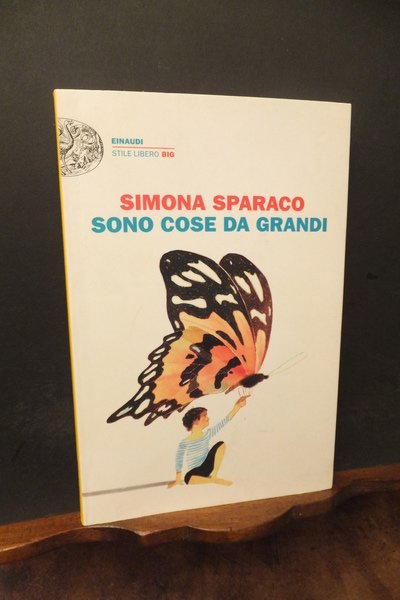 EINAUDI
STILE LIBERO BIG
SIMONA SPARACO
SONO COSE DA GRANDI